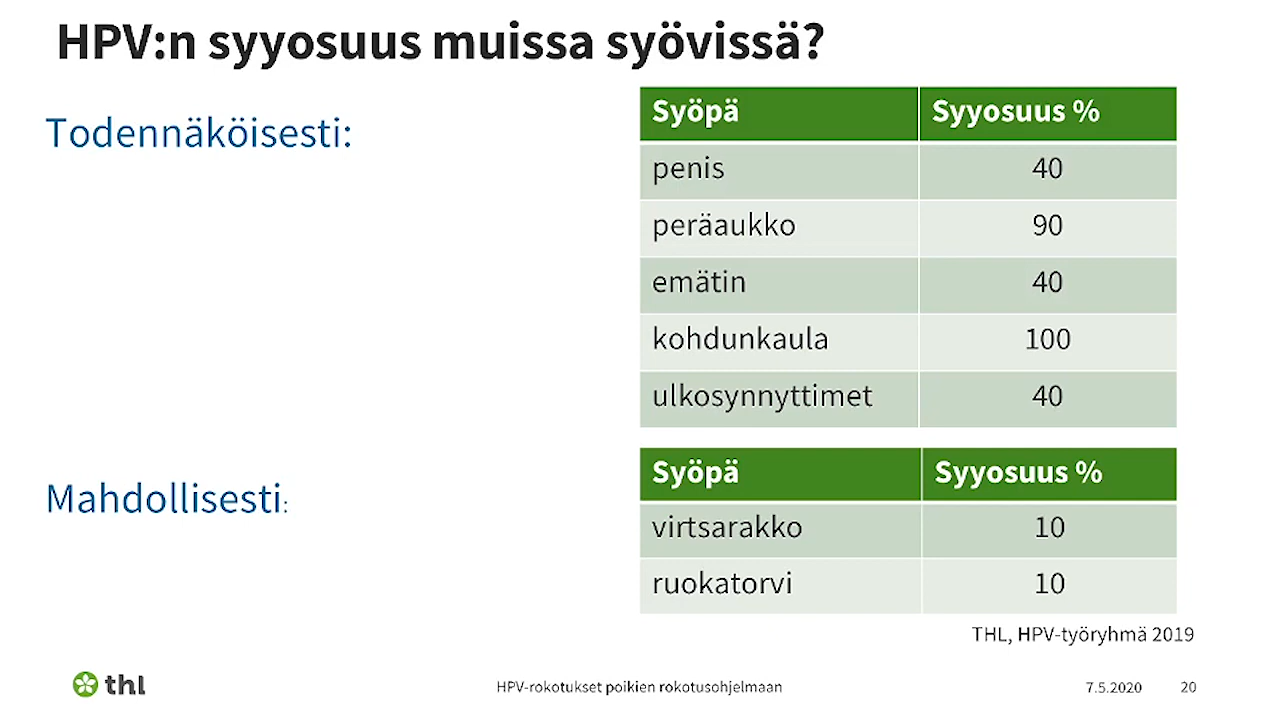 HPV:n syyosuus muissa syövissä?
Todennäköisesti:
Syöpä Syyosuus %
penis 40
peräaukko 90
emätin 40
kohdunkaula 100
ulkosynnyttimet 40
Mahdollisesti:
Syöpä Syyosuus %
virtsarakko 10
ruokatorvi 10
THL, HPV-työryhmä 2019
thl
HPV-rokotukset poikien rokotusohjelmaan
7.5.2020
20